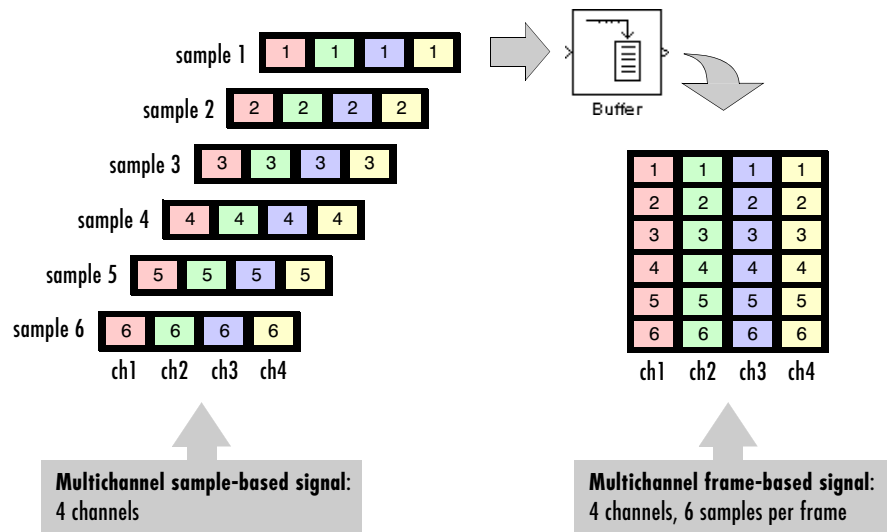 sample 1 1 1 1 1
sample 2 2 2 2 2
sample 3 3 3 3 3
sample 4 4 4 4 4
sample 5 5 5 5 5
sample 6 6 6 6 6
ch1 ch2 ch3 ch4
Multichannel sample-based signal:
4 channels
Buffer
1 1 1 1
2 2 2 2
3 3 3 3
4 4 4 4
5 5 5 5
6 6 6 6
ch1 ch2 ch3 ch4
Multichannel frame-based signal:
4 channels, 6 samples per frame